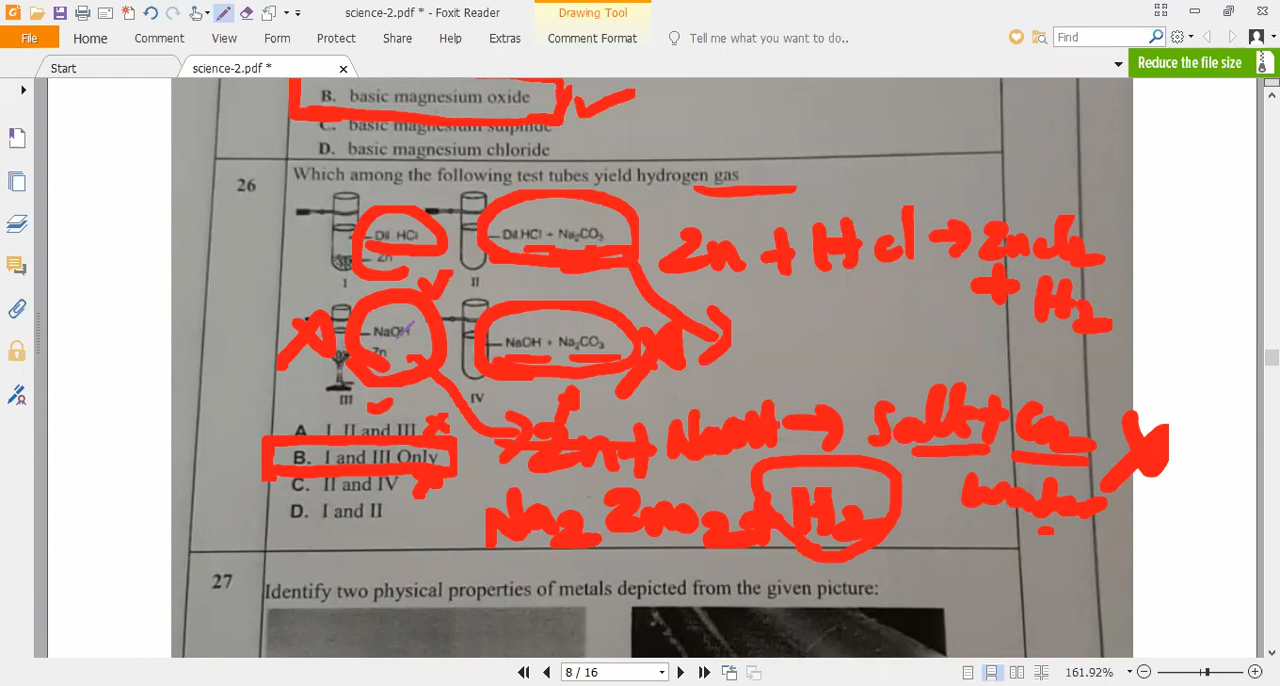 science-2.pdf * - Foxit Reader
Drawing Tool
File
Home
Comment
View
Form
Protect
Share
Help
Extras
Comment Format
Tell me what you want to do..
Find
Start
science-2.pdf *
Reduce the file size
B. basic magnesium oxide
C. basic magnesium sulphide
D. basic magnesium chloride
26
Which among the following test tubes yield hydrogen gas
Dil. HCl
Zn
I
Dil.HCl + Na₂CO₃
II
Zn + HCl → ZnCl₂
+ H₂
NaOH
Zn
III
NaOH + Na₂CO₃
IV
A. I, II and III
B. I and III Only
C. II and IV
D. I and II
Zn + NaOH → Salt + CO₂
water
Na₂ZnO₂ + H₂
27
Identify two physical properties of metals depicted from the given picture:
8 / 16
161.92%